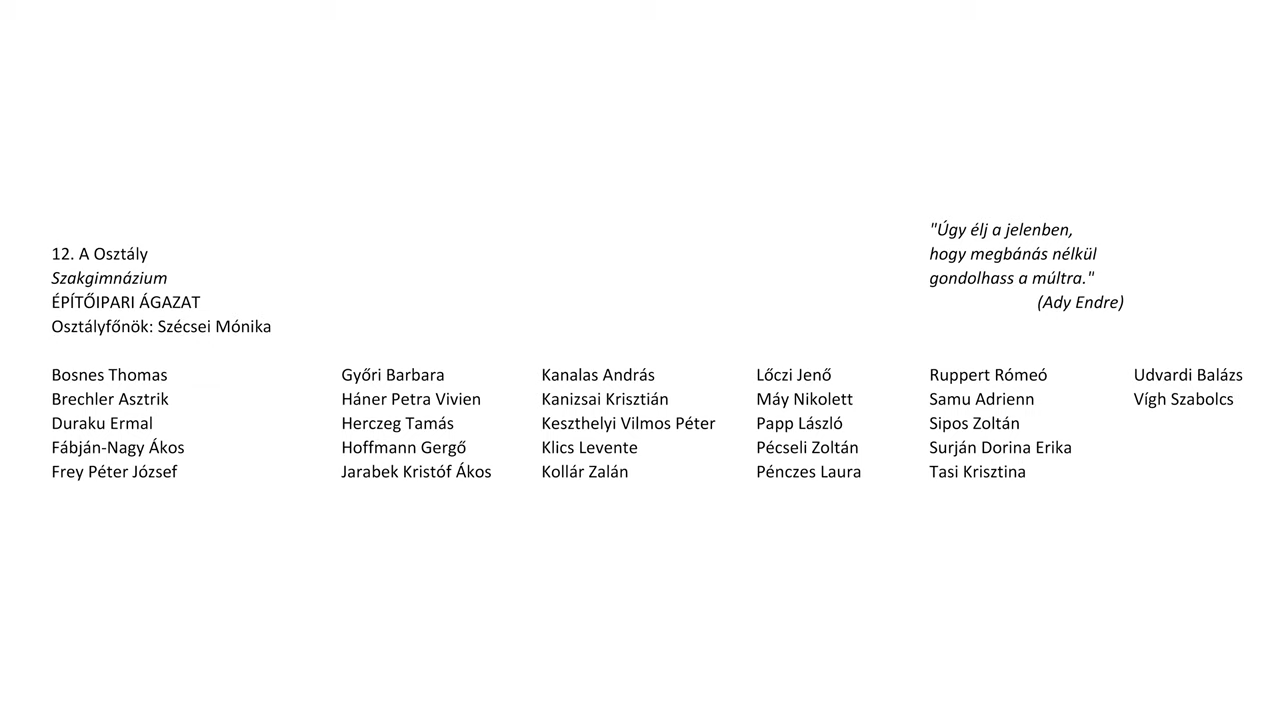 12. A Osztály
Szakgimnázium
ÉPÍTŐIPARI ÁGAZAT
Osztályfőnök: Szécsei Mónika
"Úgy élj a jelenben,
hogy megbánás nélkül
gondolhass a múltra."
(Ady Endre)
Bosnes Thomas
Brechler Asztrik
Duraku Ermal
Fábján-Nagy Ákos
Frey Péter József
Győri Barbara
Háner Petra Vivien
Herczeg Tamás
Hoffmann Gergő
Jarabek Kristóf Ákos
Kanalas András
Kanizsai Krisztián
Keszthelyi Vilmos Péter
Klics Levente
Kollár Zalán
Lőczi Jenő
Máy Nikolett
Papp László
Pécseli Zoltán
Pénczes Laura
Ruppert Rómeó
Samu Adrienn
Sipos Zoltán
Surján Dorina Erika
Tasi Krisztina
Udvardi Balázs
Vígh Szabolcs